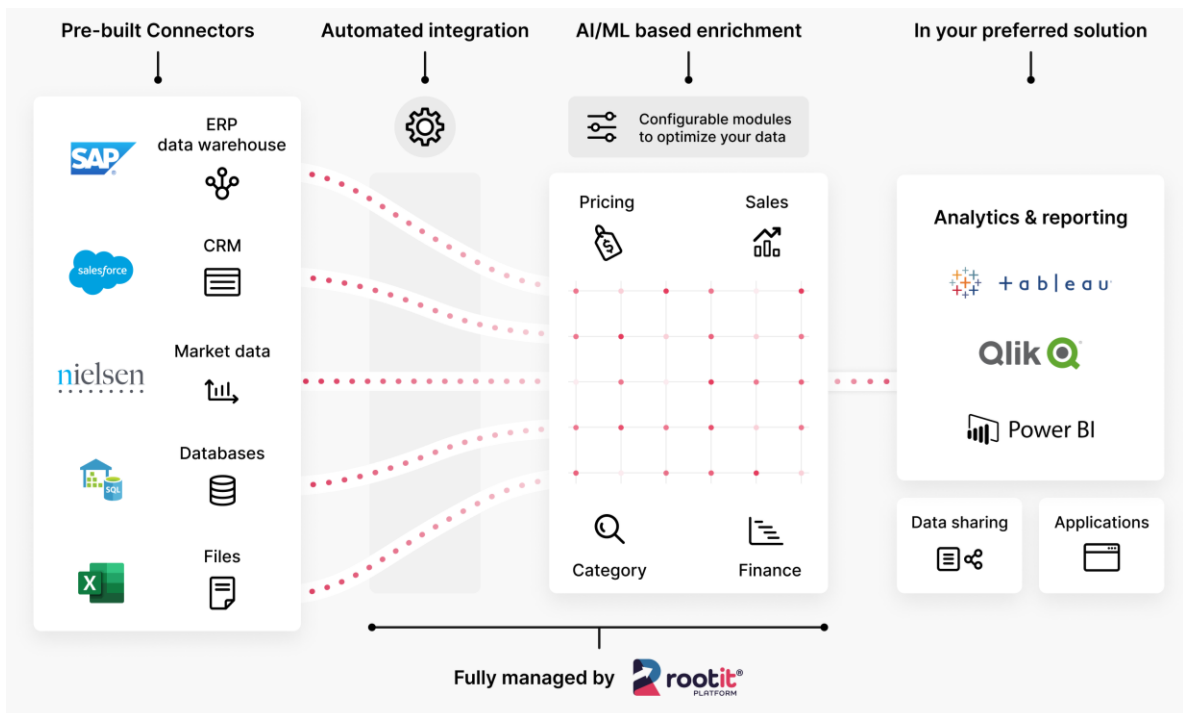 Pre-built Connectors
Automated integration
AI/ML based enrichment
In your preferred solution
SAP®
ERP
data warehouse
salesforce
CRM
nielsen
Market data
SQL
Databases
X
Files
Configurable modules
to optimize your data
Pricing
Sales
$
Category
Finance
Analytics & reporting
+ableau
Qlik Q
Power BI
Data sharing
Applications
Fully managed by
rootit®
PLATFORM